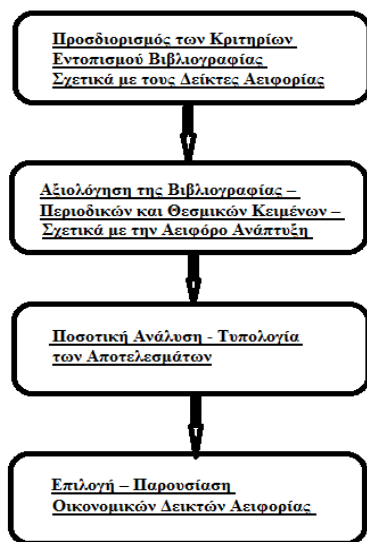 Προσδιορισμός των Κριτηρίων
Εντοπισμού Βιβλιογραφίας
Σχετικά με τους Δείκτες Αειφορίας
Αξιολόγηση της Βιβλιογραφίας –
Περιοδικών και Θεσμικών Κειμένων –
Σχετικά με την Αειφόρο Ανάπτυξη
Ποσοτική Ανάλυση - Τυπολογία
των Αποτελεσμάτων
Επιλογή – Παρουσίαση
Οικονομικών Δεικτών Αειφορίας